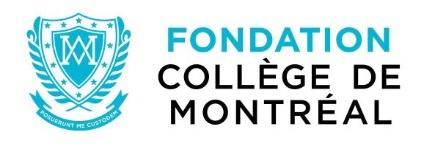 FONDATION
COLLÈGE DE
MONTRÉAL
POSUERUNT ME CUSTODEM